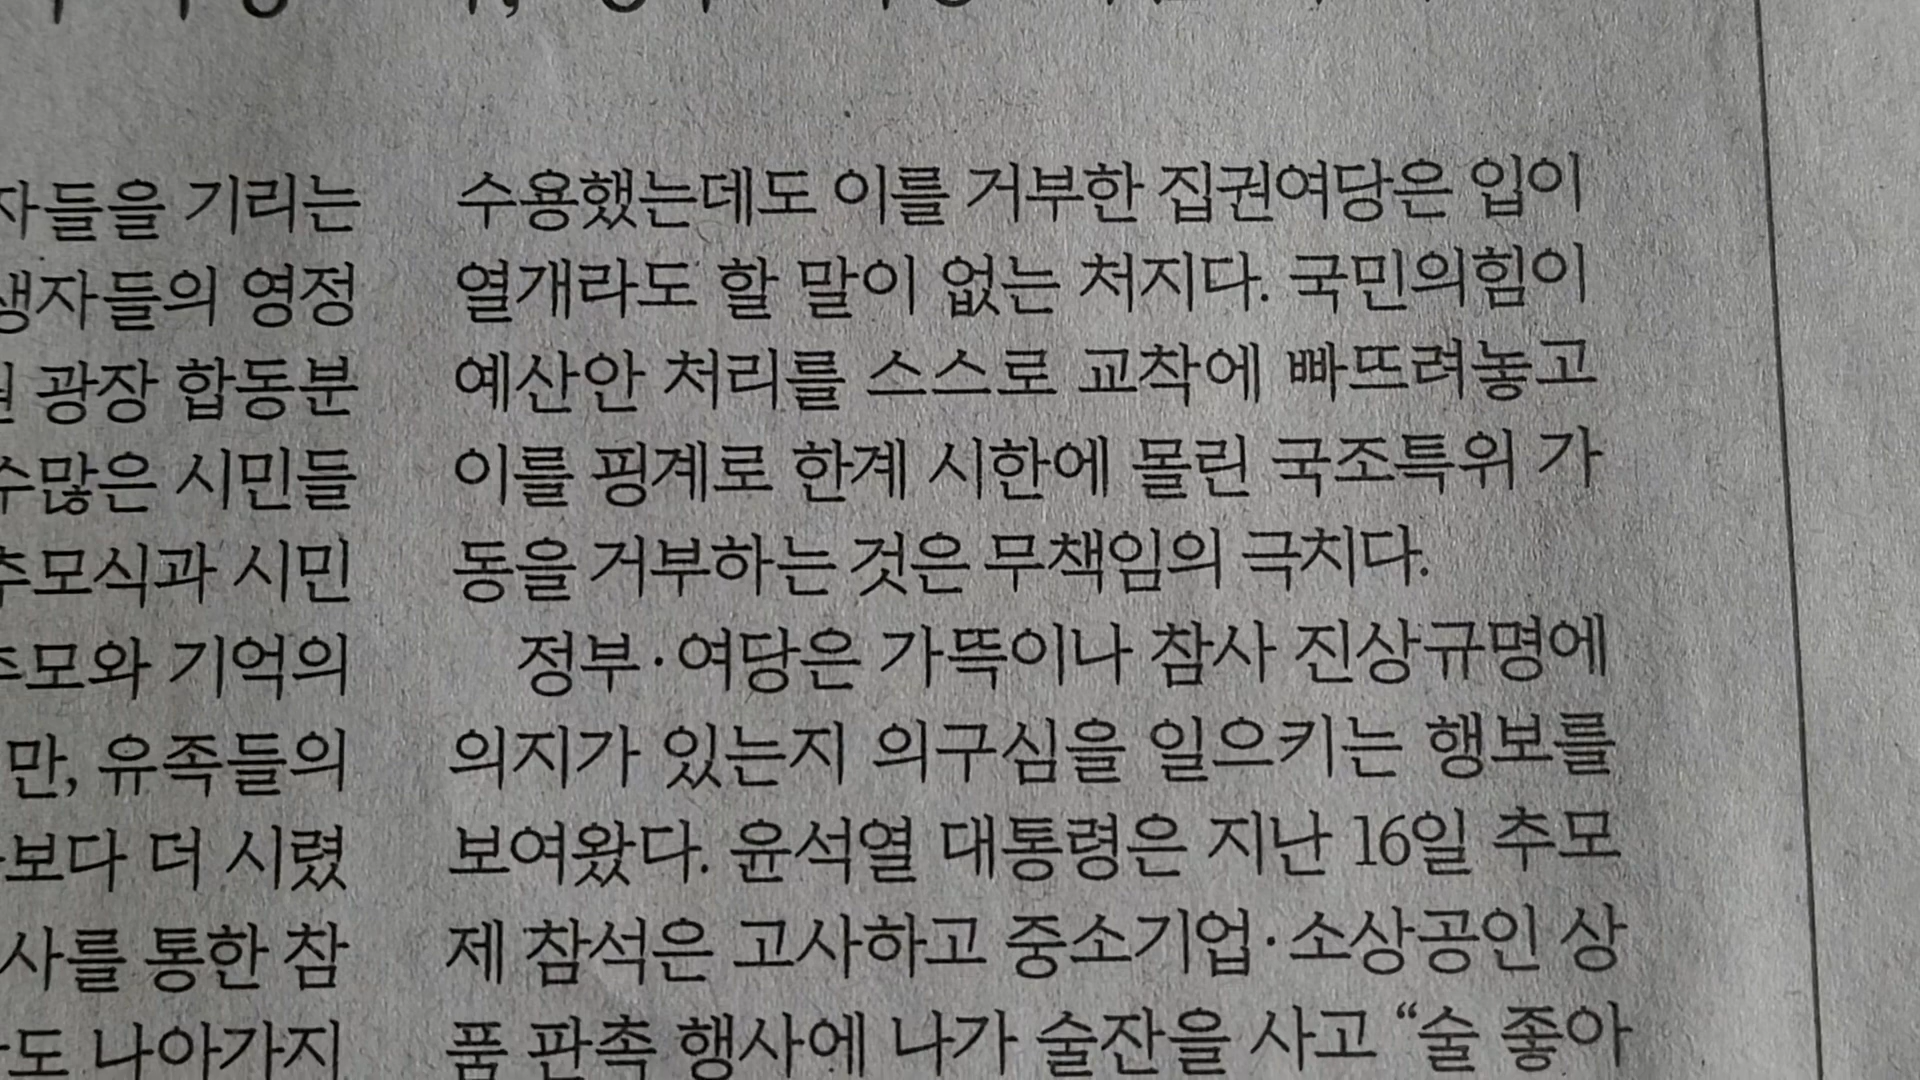 자들을 기리는
생자들의 영정
광장 합동분
수많은 시민들
추모식과 시민
추모와 기억의
만, 유족들의
보다 더 시렸
사를 통한 참
도 나아가지
수용했는데도 이를 거부한 집권여당은 입이
열개라도 할 말이 없는 처지다. 국민의힘이
예산안 처리를 스스로 교착에 빠뜨려놓고
이를 핑계로 한계 시한에 몰린 국조특위 가
동을 거부하는 것은 무책임의 극치다.
정부·여당은 가뜩이나 참사 진상규명에
의지가 있는지 의구심을 일으키는 행보를
보여왔다. 윤석열 대통령은 지난 16일 추모
제 참석은 고사하고 중소기업·소상공인 상
품 판촉 행사에 나가 술잔을 사고 “술 좋아